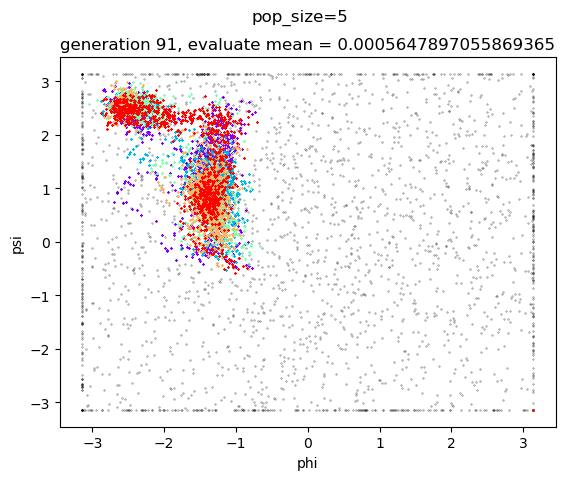 pop_size=5
generation 91, evaluate mean = 0.0005647897055869365
3
2
1
0
−1
−2
−3
psi
−3 −2 −1 0 1 2 3
phi